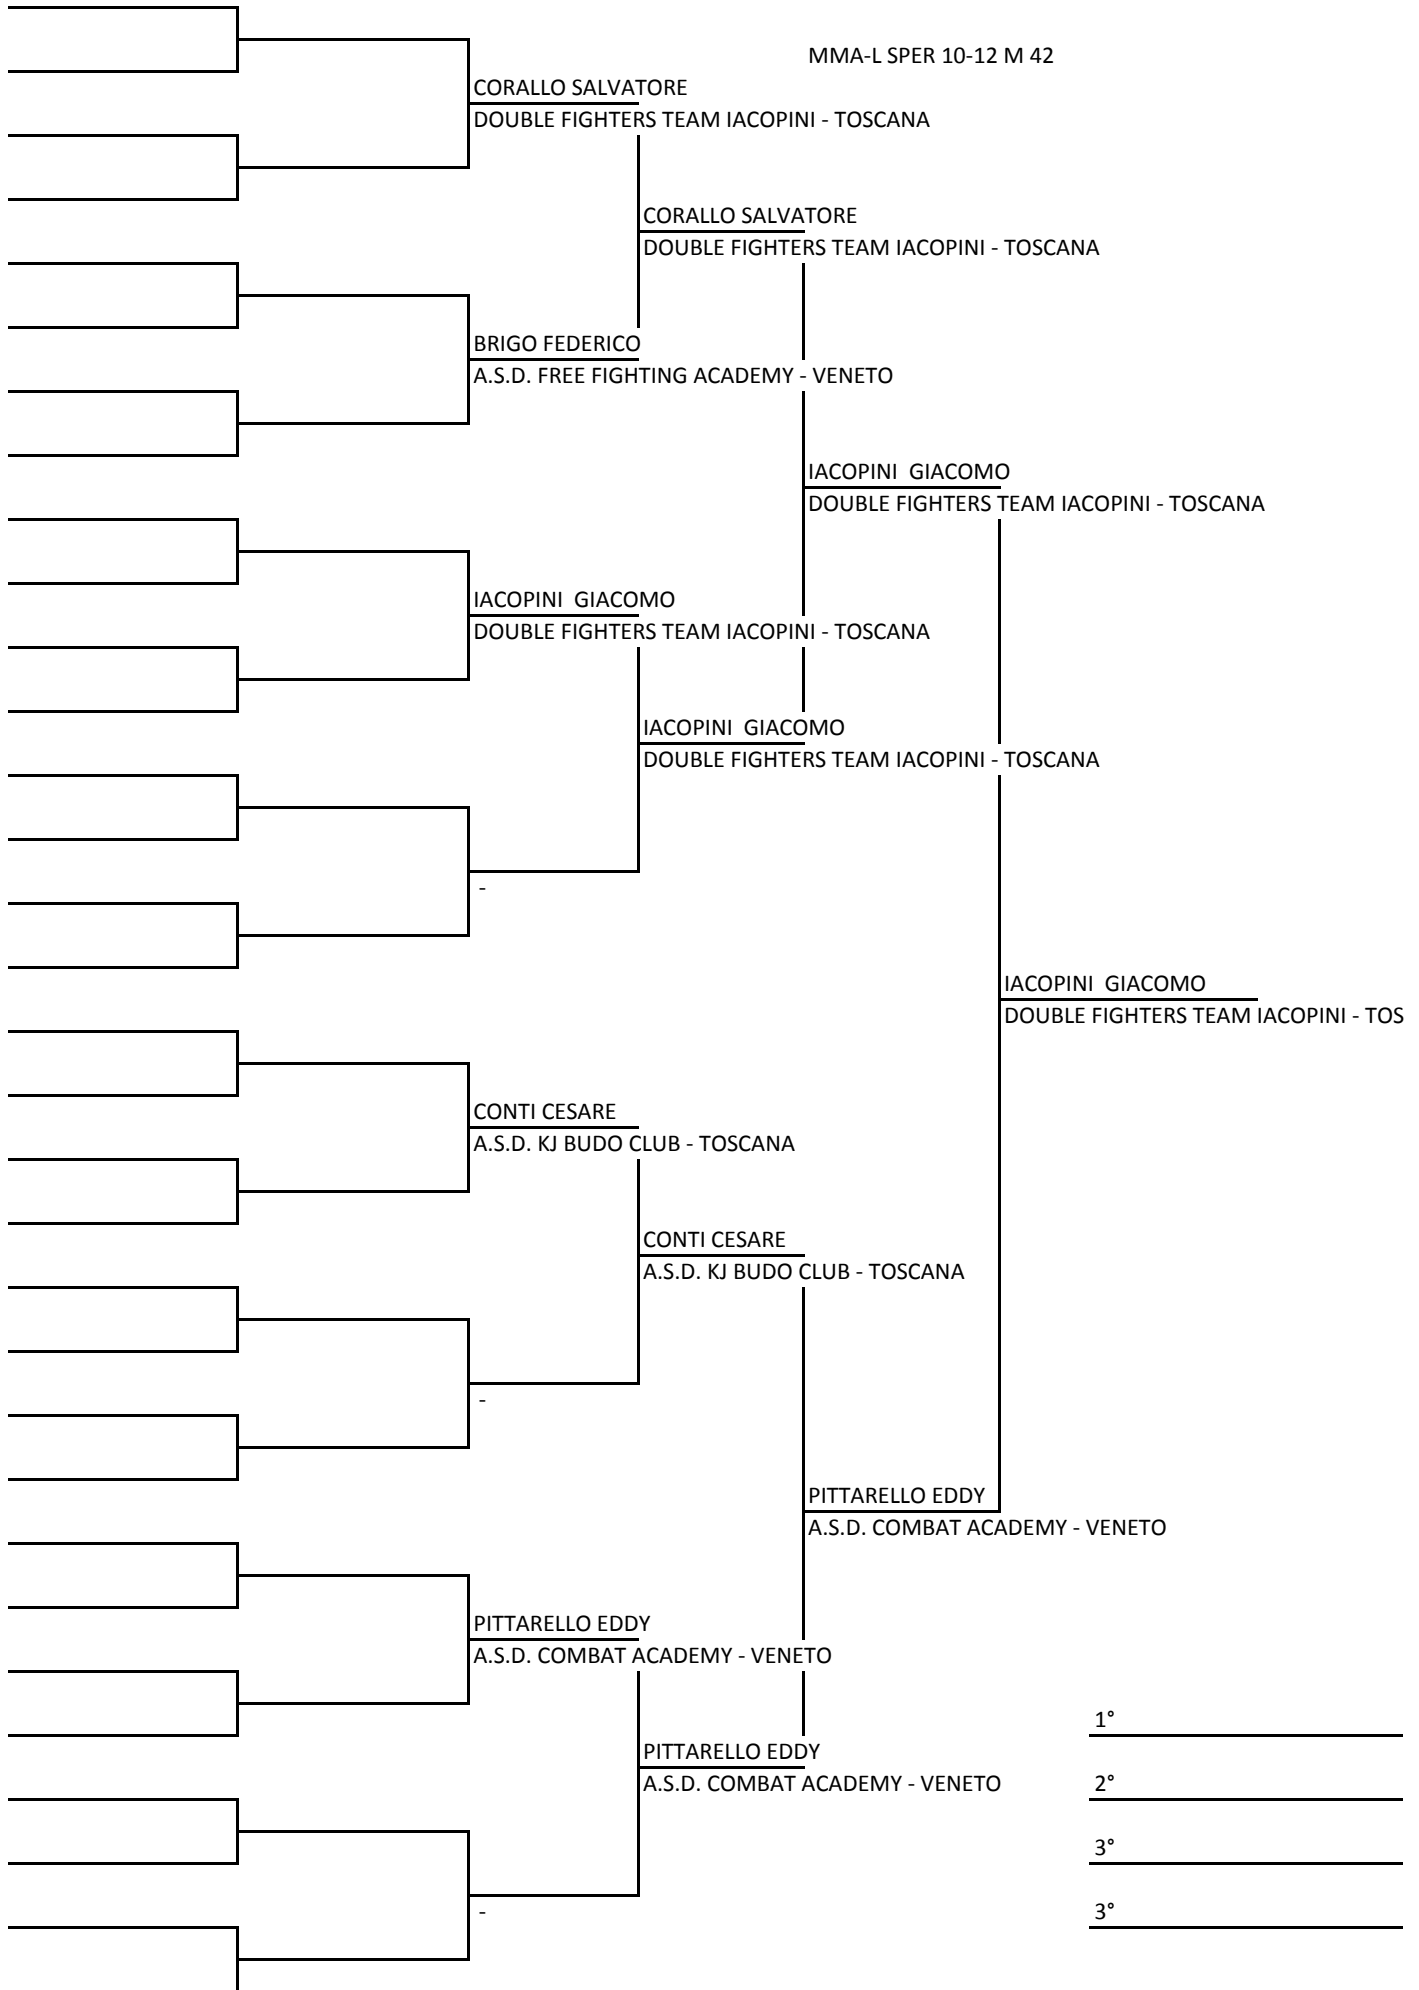 MMA-L SPER 10-12 M 42
CORALLO SALVATORE
DOUBLE FIGHTERS TEAM IACOPINI - TOSCANA
CORALLO SALVATORE
DOUBLE FIGHTERS TEAM IACOPINI - TOSCANA
BRIGO FEDERICO
A.S.D. FREE FIGHTING ACADEMY - VENETO
IACOPINI  GIACOMO
DOUBLE FIGHTERS TEAM IACOPINI - TOSCANA
IACOPINI  GIACOMO
DOUBLE FIGHTERS TEAM IACOPINI - TOSCANA
IACOPINI  GIACOMO
DOUBLE FIGHTERS TEAM IACOPINI - TOSCANA
-
IACOPINI  GIACOMO
DOUBLE FIGHTERS TEAM IACOPINI - TOS
CONTI CESARE
A.S.D. KJ BUDO CLUB - TOSCANA
CONTI CESARE
A.S.D. KJ BUDO CLUB - TOSCANA
-
PITTARELLO EDDY
A.S.D. COMBAT ACADEMY - VENETO
PITTARELLO EDDY
A.S.D. COMBAT ACADEMY - VENETO
1°
PITTARELLO EDDY
A.S.D. COMBAT ACADEMY - VENETO
2°
3°
-
3°